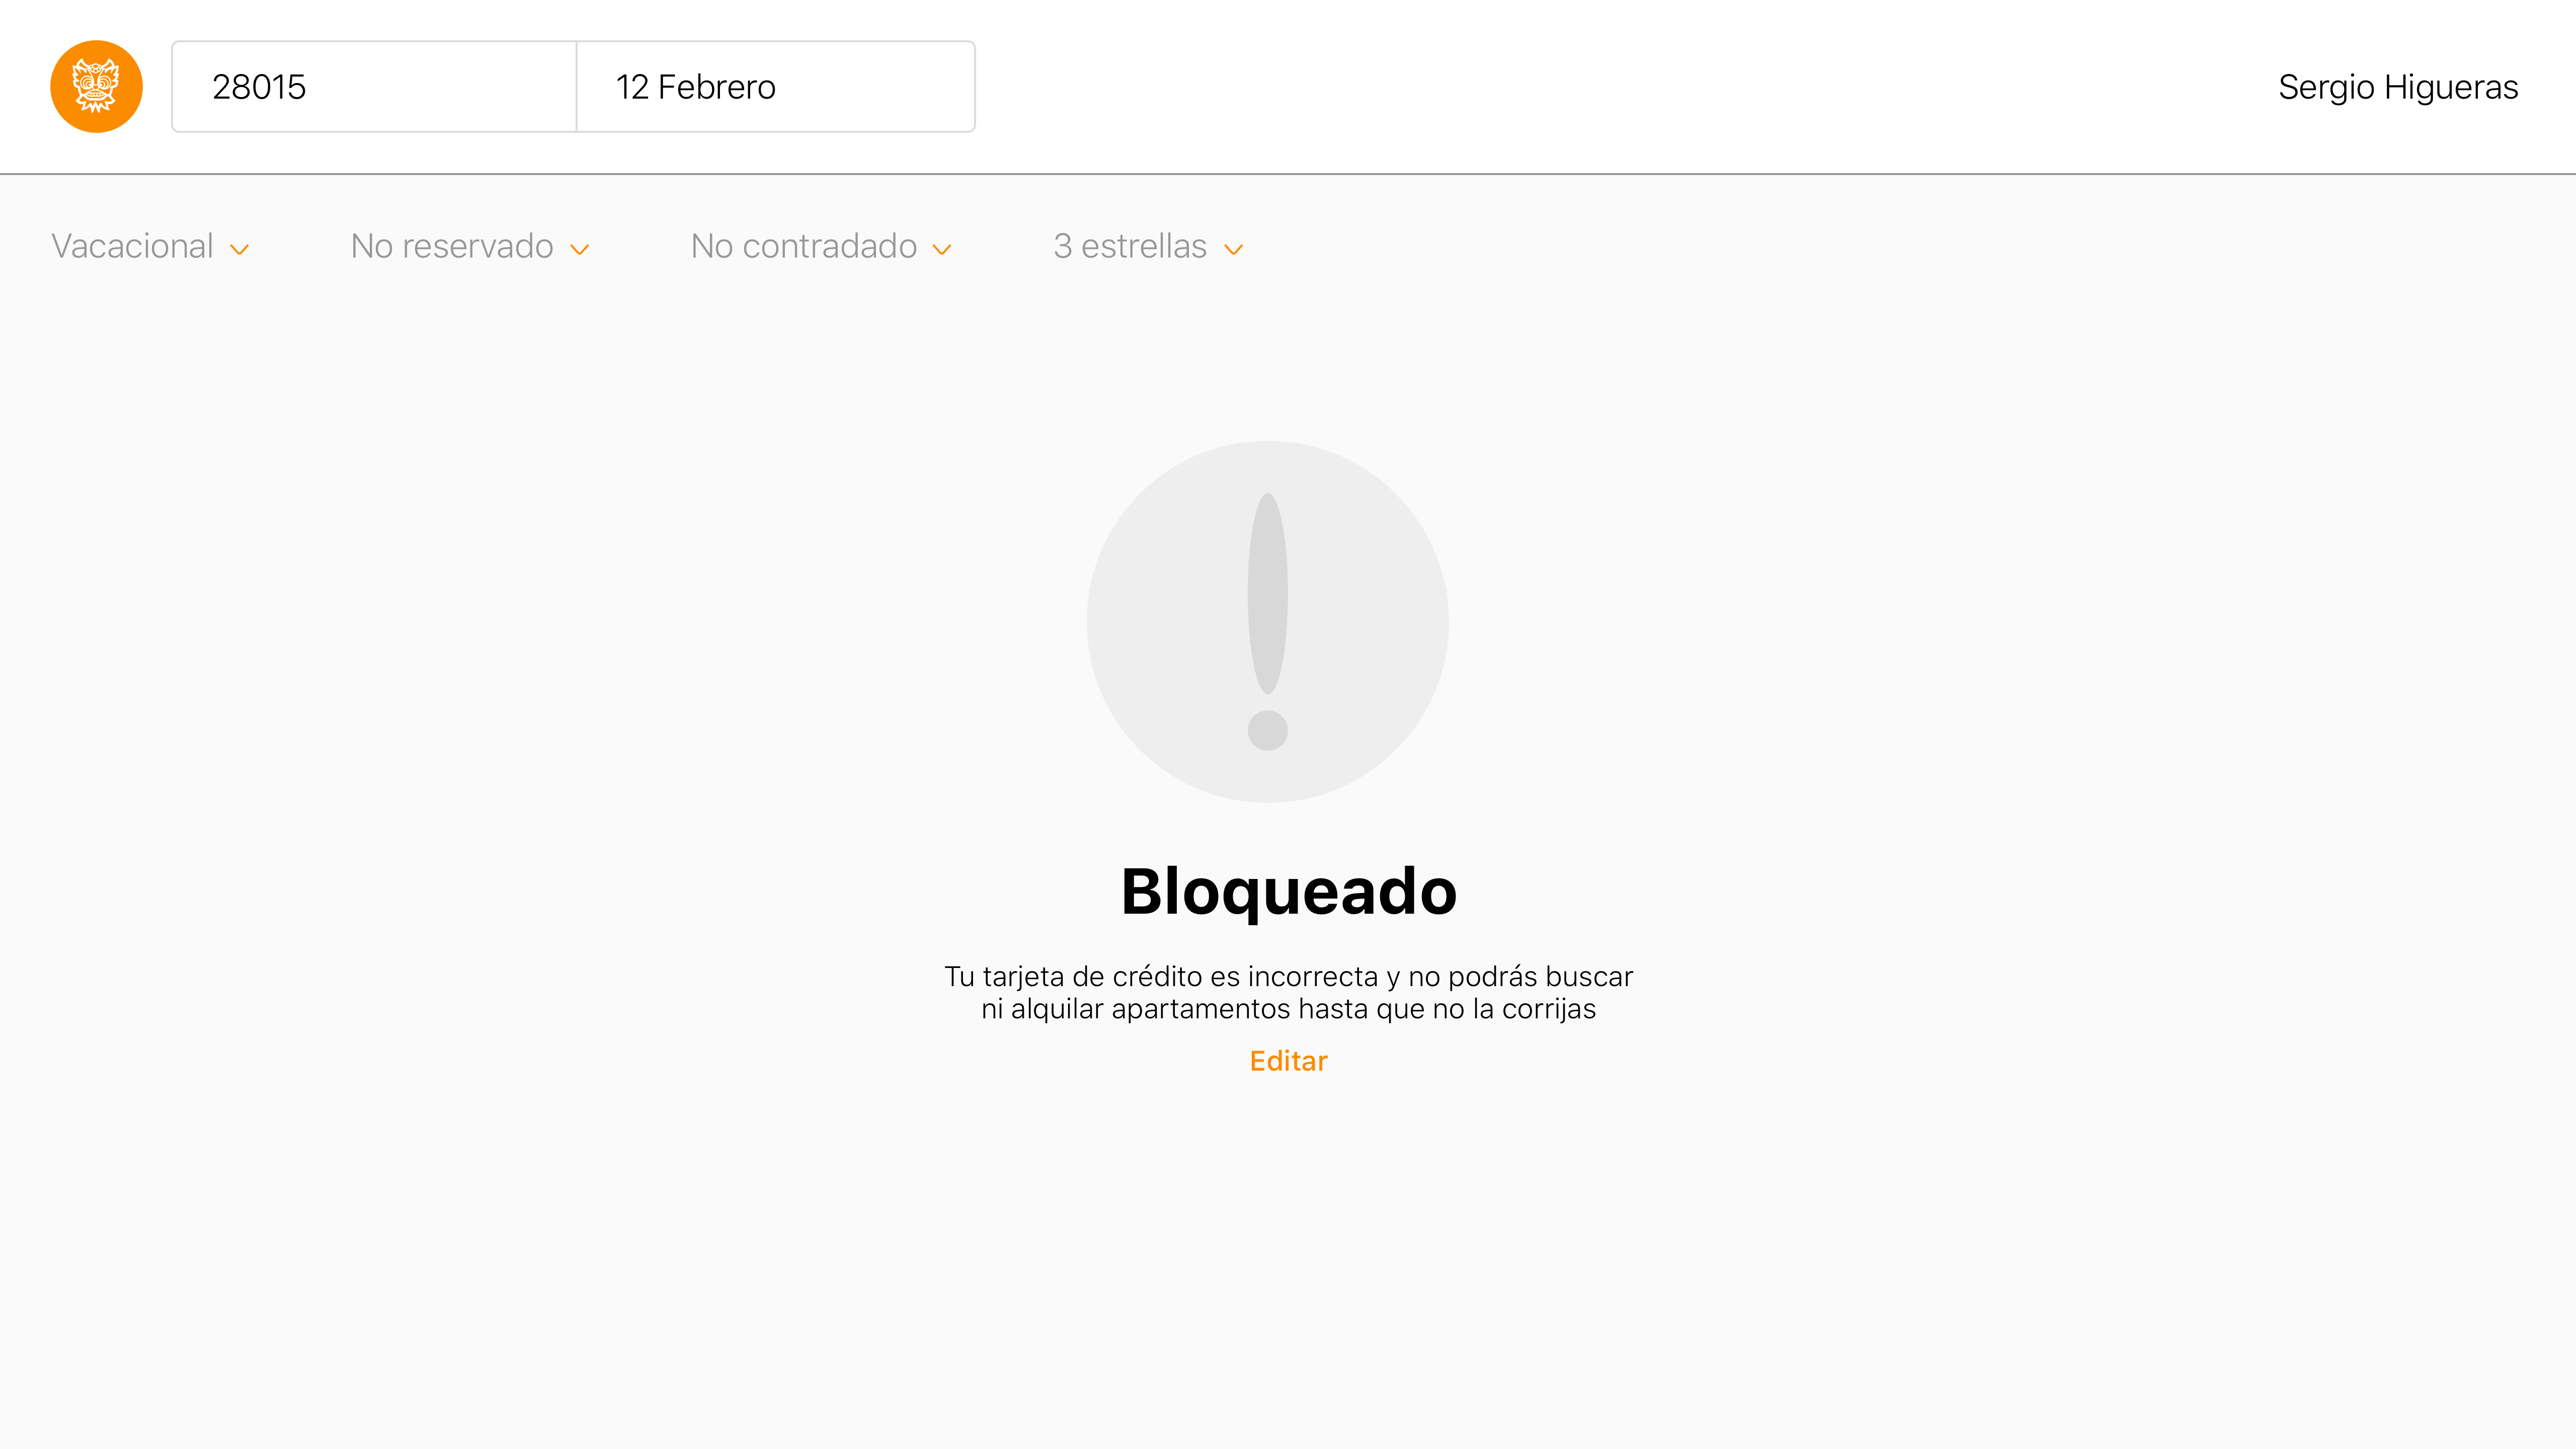 28015
12 Febrero
Sergio Higueras
Vacacional
No reservado
No contradado
3 estrellas
Bloqueado
Tu tarjeta de crédito es incorrecta y no podrás buscar
ni alquilar apartamentos hasta que no la corrijas
Editar